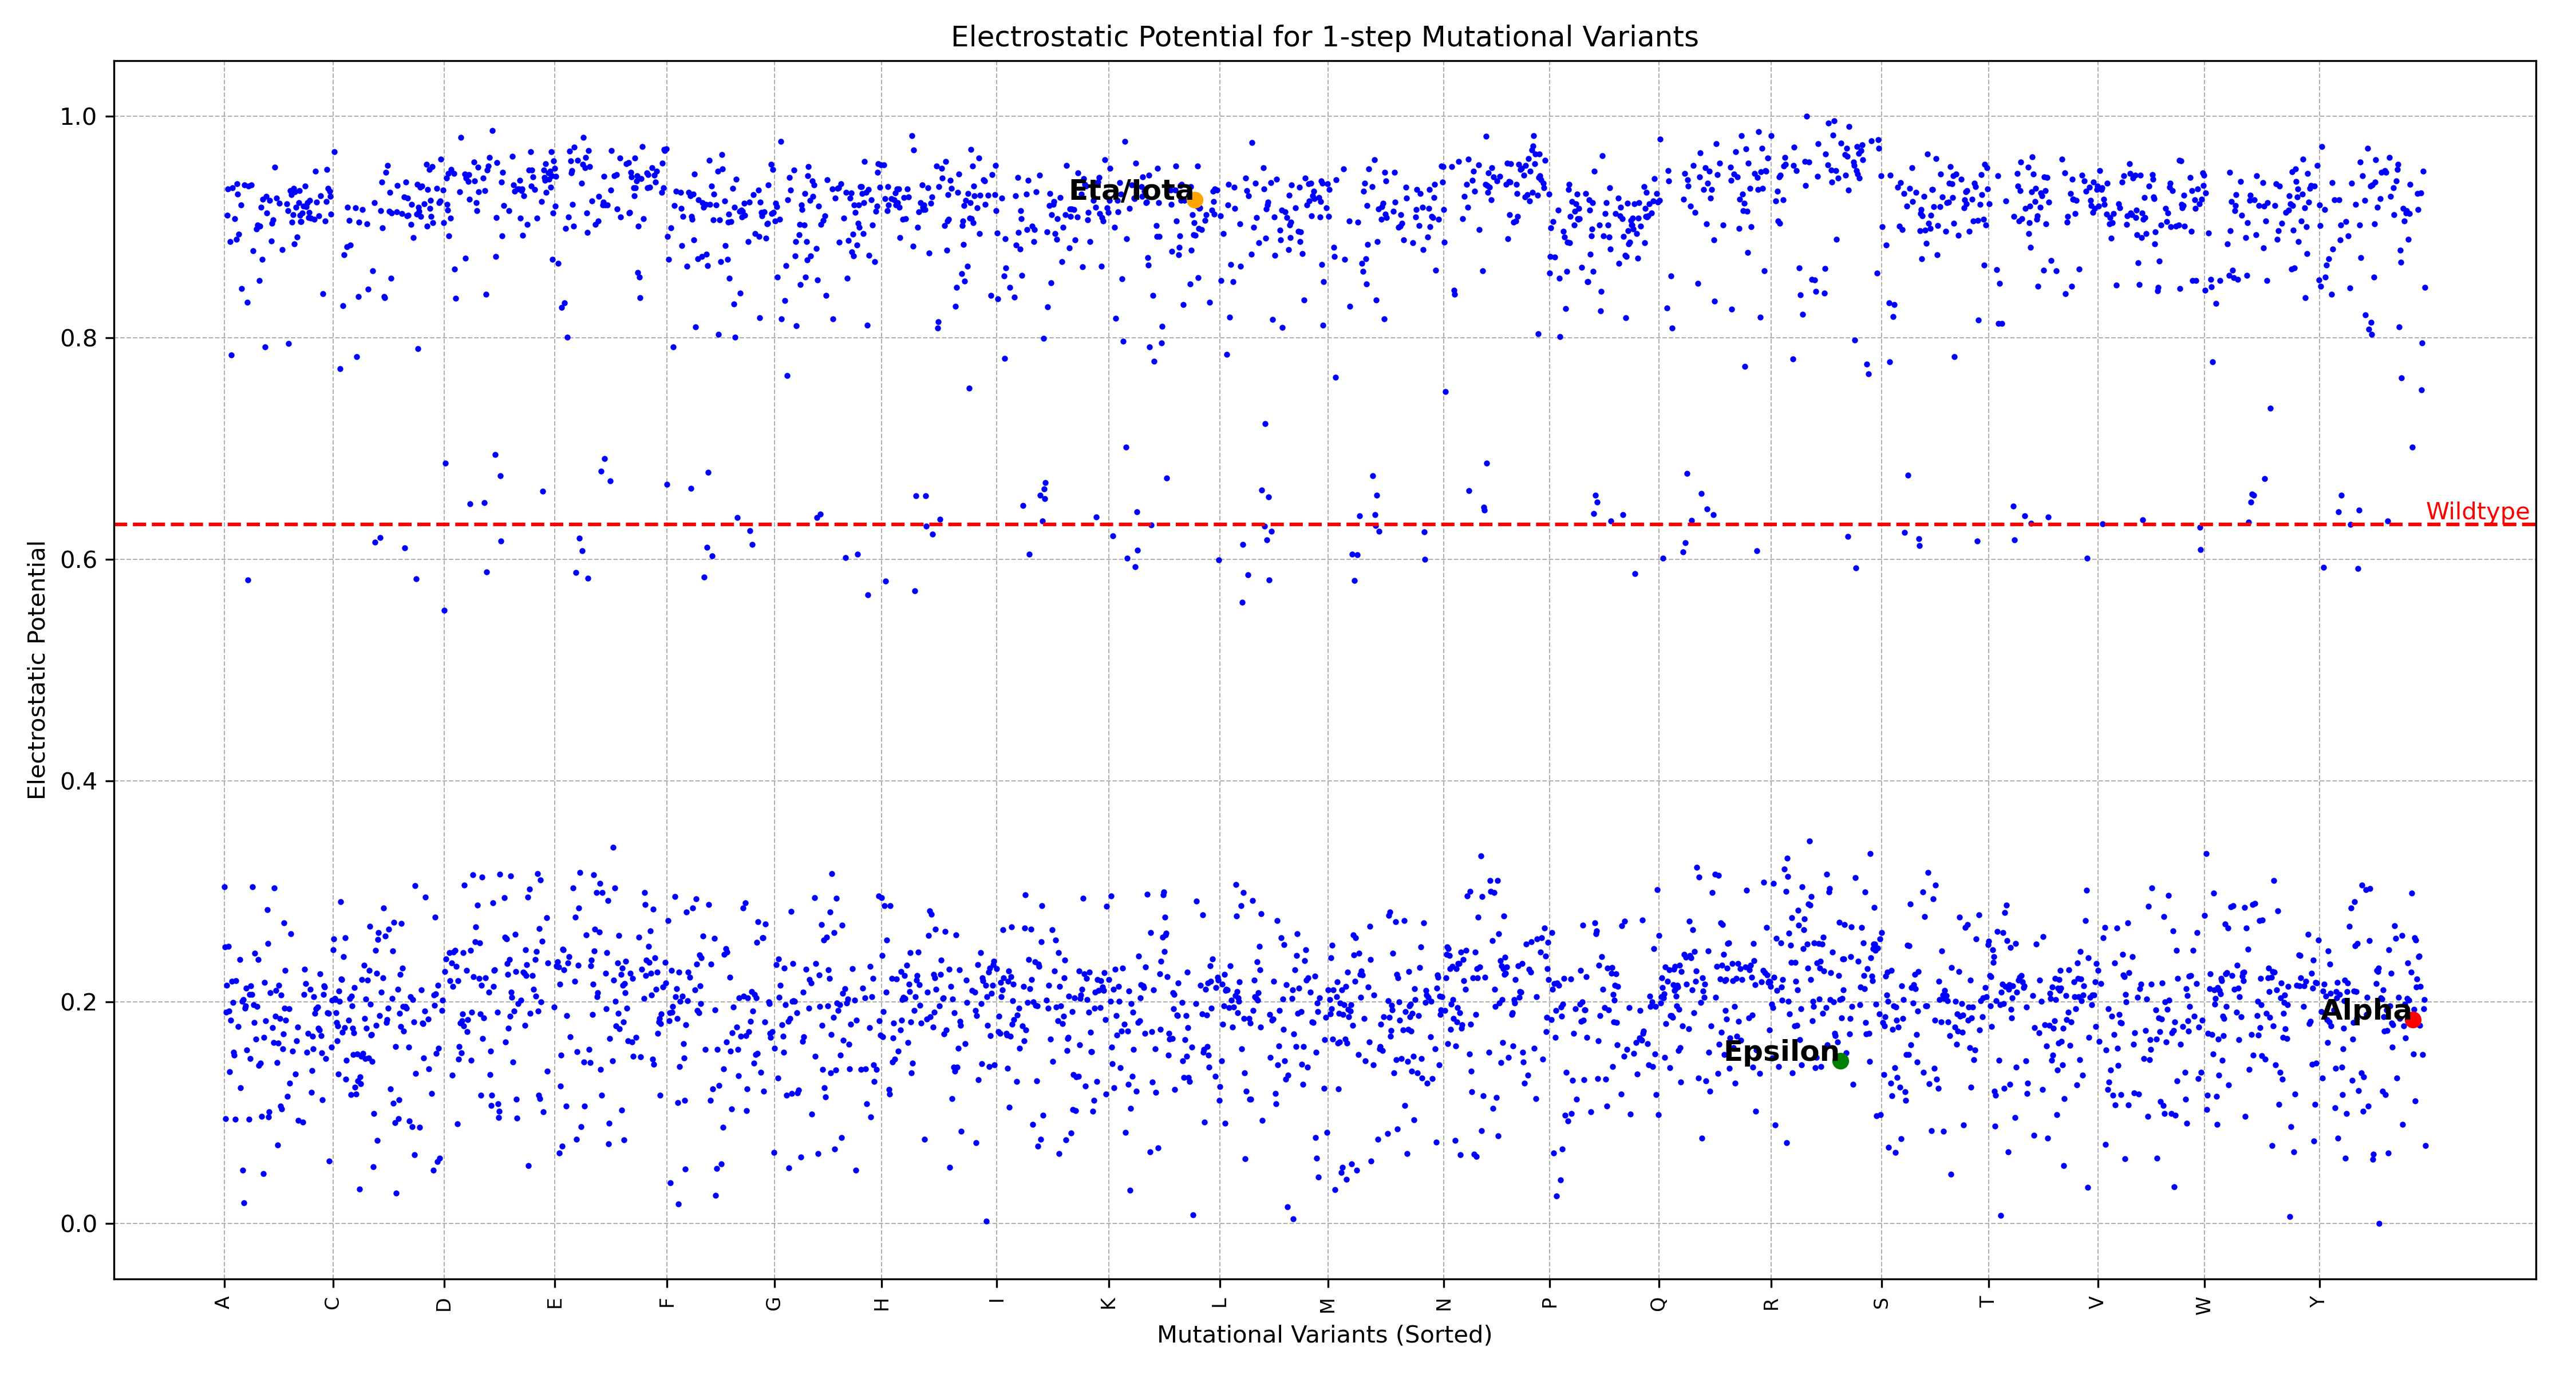 Electrostatic Potential for 1-step Mutational Variants
Electrostatic Potential
1.0
0.8
0.6
0.4
0.2
0.0
Eta/Iota
Wildtype
Alpha
Epsilon
A C D E F G H I K L M N P Q R S T V W Y
Mutational Variants (Sorted)